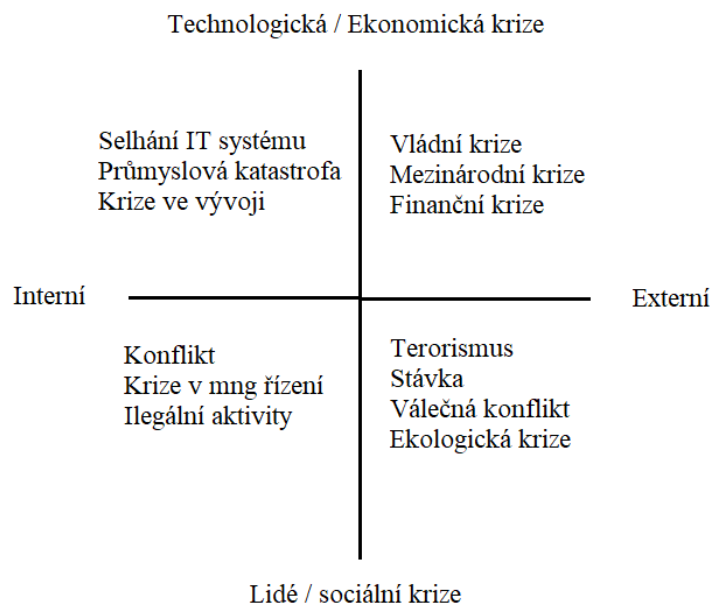 Technologická / Ekonomická krize
Selhání IT systému
Průmyslová katastrofa
Krize ve vývoji
Vládní krize
Mezinárodní krize
Finanční krize
Interní
Externí
Konflikt
Krize v mng řízení
Ilegální aktivity
Terorismus
Stávka
Válečná konflikt
Ekologická krize
Lidé / sociální krize